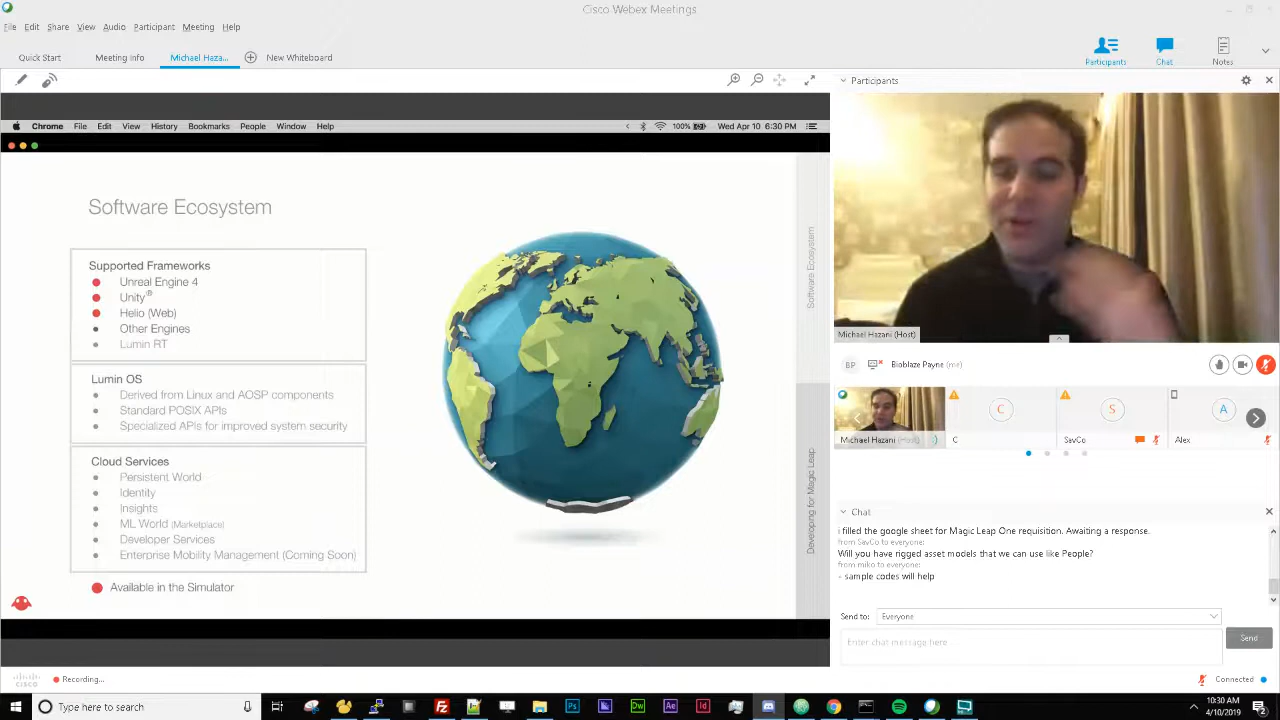 Cisco Webex Meetings
File Edit Share View Audio Participant Meeting Help
Quick Start Meeting Info Michael Haza... New Whiteboard
Participants Chat Notes
Participants
Chrome File Edit View History Bookmarks People Window Help 100% Wed Apr 10 6:30 PM
Software Ecosystem
Supported Frameworks
Unreal Engine 4
Unity®
Helio (Web)
Other Engines
Lumin RT
Lumin OS
Derived from Linux and AOSP components
Standard POSIX APIs
Specialized APIs for improved system security
Cloud Services
Persistent World
Identity
Insights
ML World (Marketplace)
Developer Services
Enterprise Mobility Management (Coming Soon)
Available in the Simulator
Software Ecosystem
Developing for Magic Leap
Michael Hazani (Host)
BP Bioblaze Payne (me)
C S A
Michael Hazani (Host) C SavCo Alex
Chat
i filled the google sheet for Magic Leap One requisition. Awaiting a response.
from SavCo to everyone:
Will you have rigged asset models that we can use like People?
from miko to everyone:
- sample codes will help
Send to: Everyone
Enter chat message here
Send
cisco Recording... Connected
Type here to search
Fz Ps Dw Ae Id
10:30 AM
4/10/2019